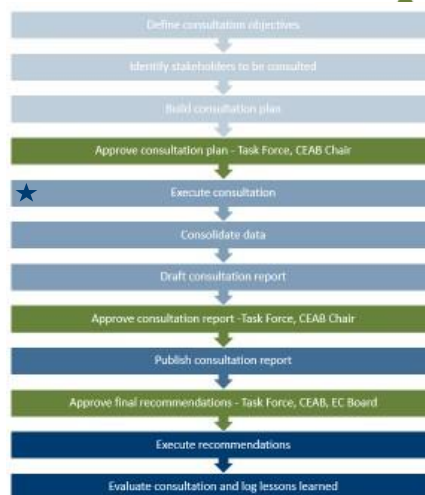 Define consultation objectives
Identify stakeholders to be consulted
Build consultation plan
Approve consultation plan - Task Force, CEAB Chair
Execute consultation
Consolidate data
Draft consultation report
Approve consultation report -Task Force, CEAB Chair
Publish consultation report
Approve final recommendations - Task Force, CEAB, EC Board
Execute recommendations
Evaluate consultation and log lessons learned